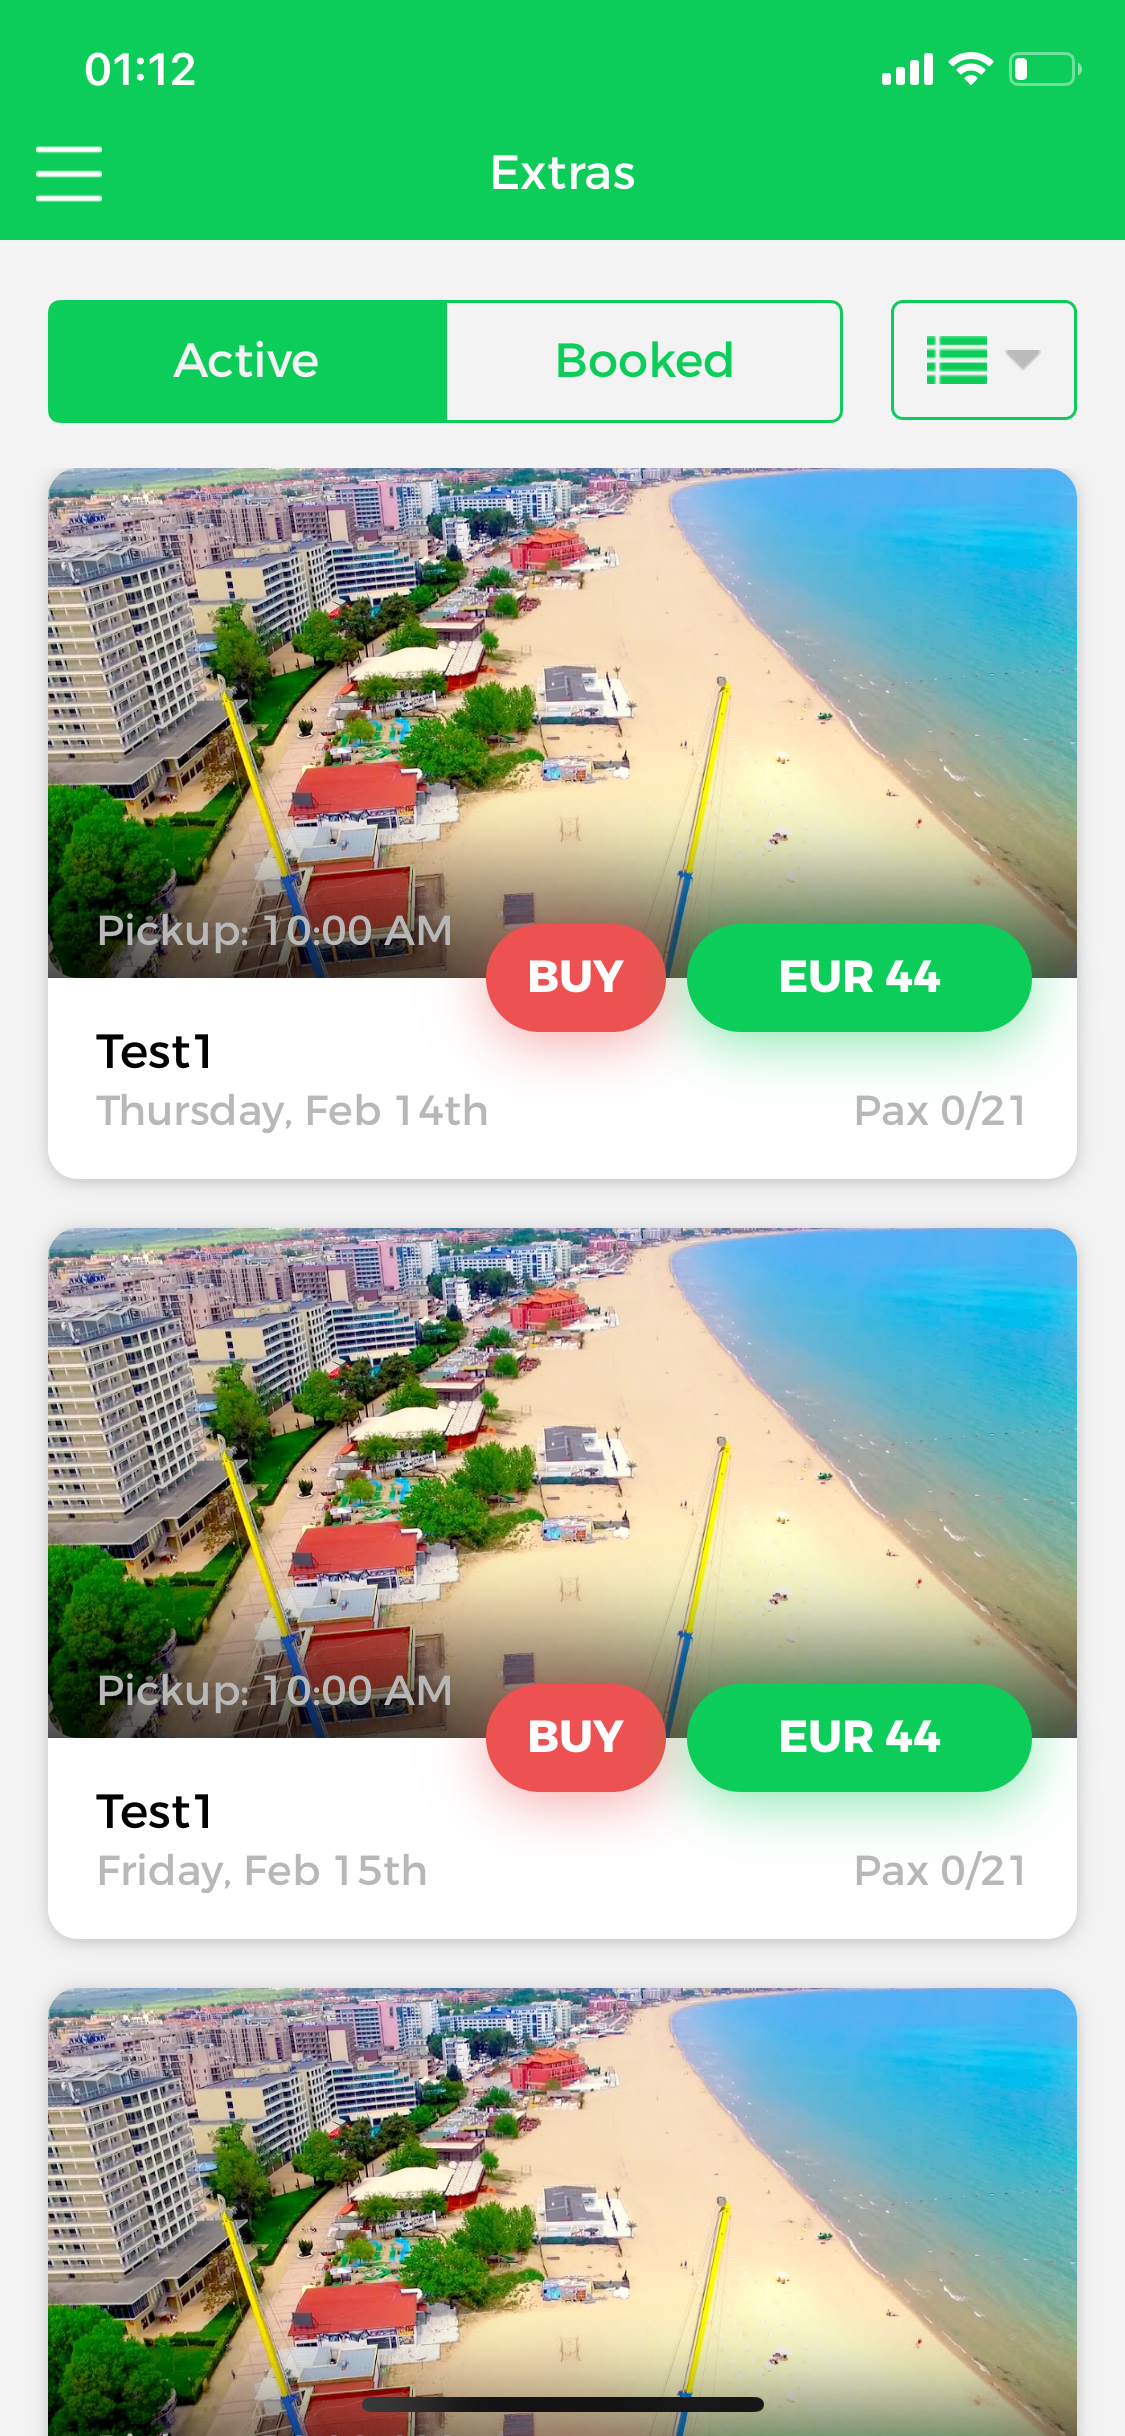 01:12
Extras
Active
Booked
Pickup: 10:00 AM
BUY
EUR 44
Test1
Thursday, Feb 14th
Pax 0/21
Pickup: 10:00 AM
BUY
EUR 44
Test1
Friday, Feb 15th
Pax 0/21